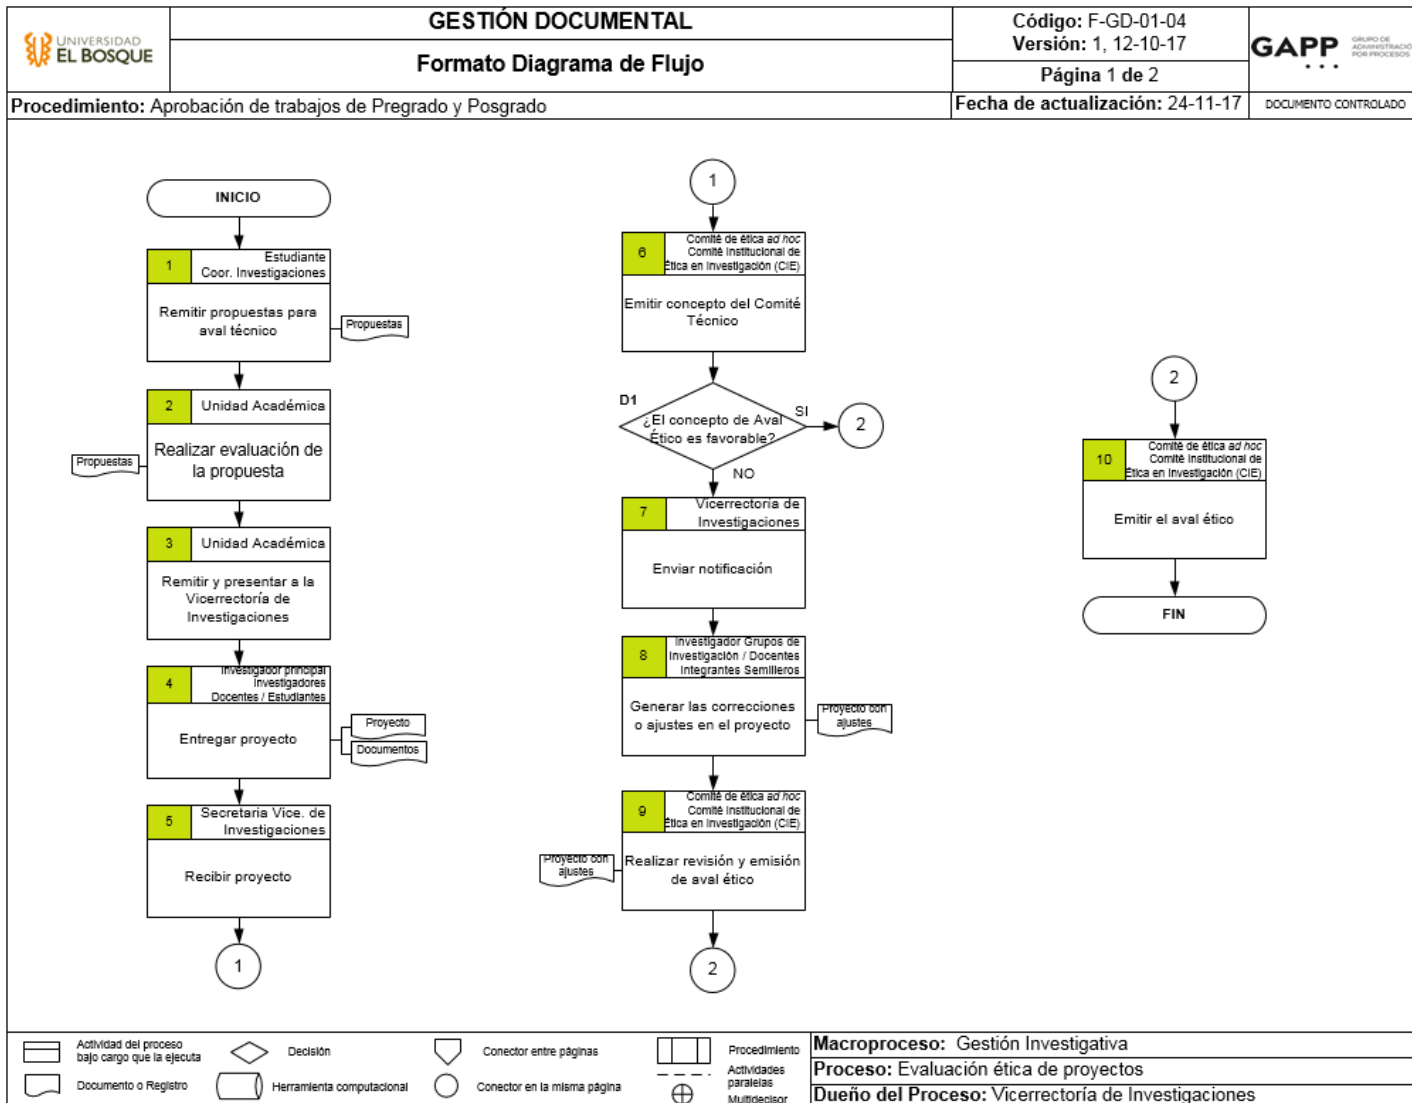 UNIVERSIDAD
EL BOSQUE
GESTIÓN DOCUMENTAL
Formato Diagrama de Flujo
Código: F-GD-01-04
Versión: 1, 12-10-17
Página 1 de 2
GAPP
GRUPO DE
ADMINISTRACIÓ
POR PROCESOS
Procedimiento: Aprobación de trabajos de Pregrado y Posgrado
Fecha de actualización: 24-11-17
DOCUMENTO CONTROLADO
INICIO
1
Estudiante
Coor. Investigaciones
Remitir propuestas para
aval técnico
Propuestas
2
Unidad Académica
Realizar evaluación de
la propuesta
Propuestas
3
Unidad Académica
Remitir y presentar a la
Vicerrectoría de
Investigaciones
4
Investigador principal
Investigadores
Docentes / Estudiantes
Entregar proyecto
Proyecto
Documentos
5
Secretaria Vice. de
Investigaciones
Recibir proyecto
1
1
6
Comité de ética ad hoc
Comité Institucional de
Ética en Investigación (CIE)
Emitir concepto del Comité
Técnico
D1
¿El concepto de Aval
Ético es favorable?
SI
2
NO
7
Vicerrectoría de
Investigaciones
Enviar notificación
8
Investigador Grupos de
Investigación / Docentes
Integrantes Semilleros
Generar las correcciones
o ajustes en el proyecto
Proyecto con
ajustes
9
Comité de ética ad hoc
Comité Institucional de
Ética en Investigación (CIE)
Realizar revisión y emisión
de aval ético
Proyecto con
ajustes
2
2
10
Comité de ética ad hoc
Comité Institucional de
Ética en Investigación (CIE)
Emitir el aval ético
FIN
Actividad del proceso
bajo cargo que la ejecuta
Documento o Registro
Decisión
Herramienta computacional
Conector entre páginas
Conector en la misma página
Procedimiento
Actividades
paralelas
Multidecisor
Macroproceso: Gestión Investigativa
Proceso: Evaluación ética de proyectos
Dueño del Proceso: Vicerrectoría de Investigaciones